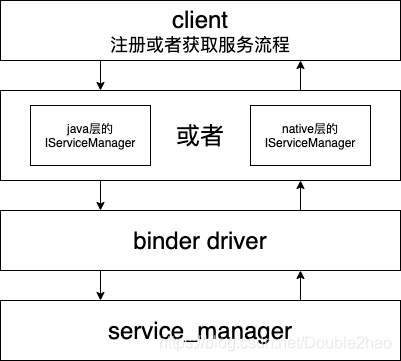 client
注册或者获取服务流程
java层的
IServiceManager
或者
native层的
IServiceManager
binder driver
service_manager
https://blog.csdn.net/Double2hao